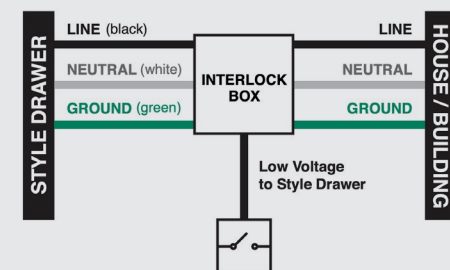 STYLE DRAWER
LINE (black)
NEUTRAL (white)
GROUND (green)
INTERLOCK
BOX
LINE
NEUTRAL
GROUND
HOUSE / BUILDING
Low Voltage
to Style Drawer